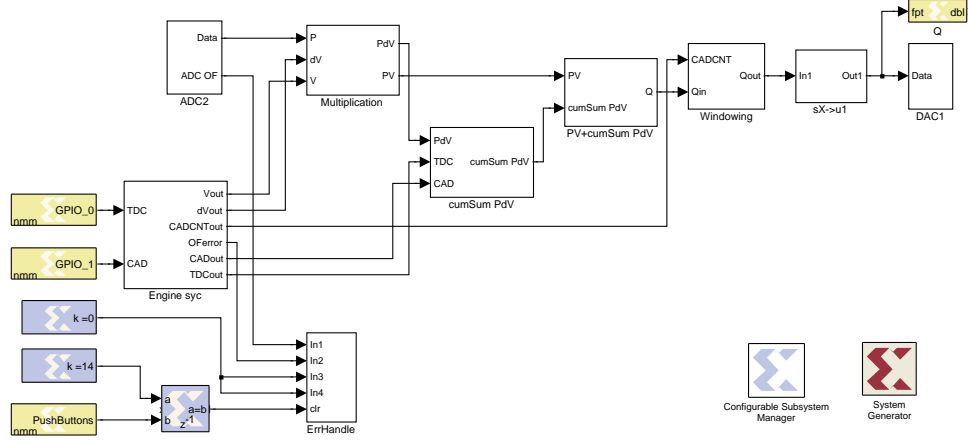 fpt dbl
Q
Data
ADC OF
ADC2
P
dV
V
PdV
PV
Multiplication
PdV
TDC
CAD
cumSum PdV
cumSum PdV
PV
cumSum PdV
Q
PV+cumSum PdV
CADCNT
Qin
Qout
Windowing
In1
Out1
sX->u1
Data
DAC1
GPIO_0
nmm
GPIO_1
nmm
TDC
CAD
Vout
dVout
CADCNTout
OFerror
CADout
TDCout
Engine syc
k =0
k =14
PushButtons
nmm
a
b
a=b
z-1
In1
In2
In3
In4
clr
ErrHandle
Configurable Subsystem
Manager
System
Generator